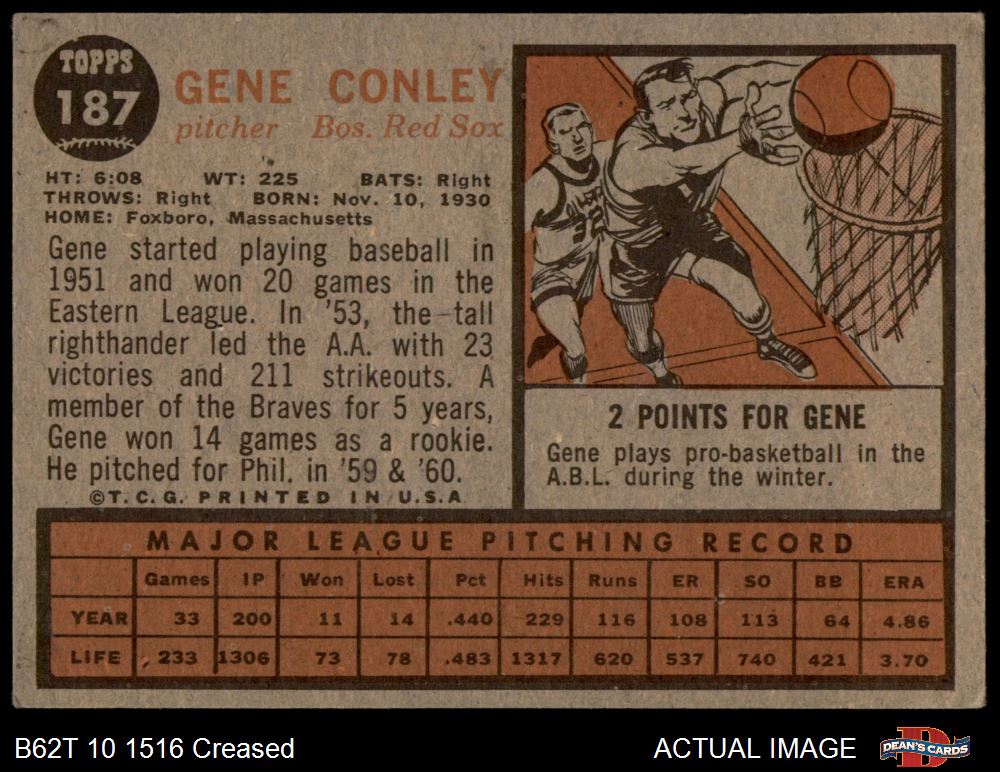 TOPPS
187
GENE CONLEY
pitcher Bos. Red Sox
HT: 6:08 WT: 225 BATS: Right
THROWS: Right BORN: Nov. 10, 1930
HOME: Foxboro, Massachusetts
Gene started playing baseball in
1951 and won 20 games in the
Eastern League. In '53, the tall
righthander led the A.A. with 23
victories and 211 strikeouts. A
member of the Braves for 5 years,
Gene won 14 games as a rookie.
He pitched for Phil. in '59 & '60.
©T.C.G. PRINTED IN U.S.A
32
2 POINTS FOR GENE
Gene plays pro-basketball in the
A.B.L. during the winter.
MAJOR LEAGUE PITCHING RECORD
Games IP Won Lost Pct Hits Runs ER SO BB ERA
YEAR 33 200 11 14 .440 229 116 108 113 64 4.86
LIFE 233 1306 73 78 .483 1317 620 537 740 421 3.70
B62T 10 1516 Creased
ACTUAL IMAGE
DEAN'S CARDS